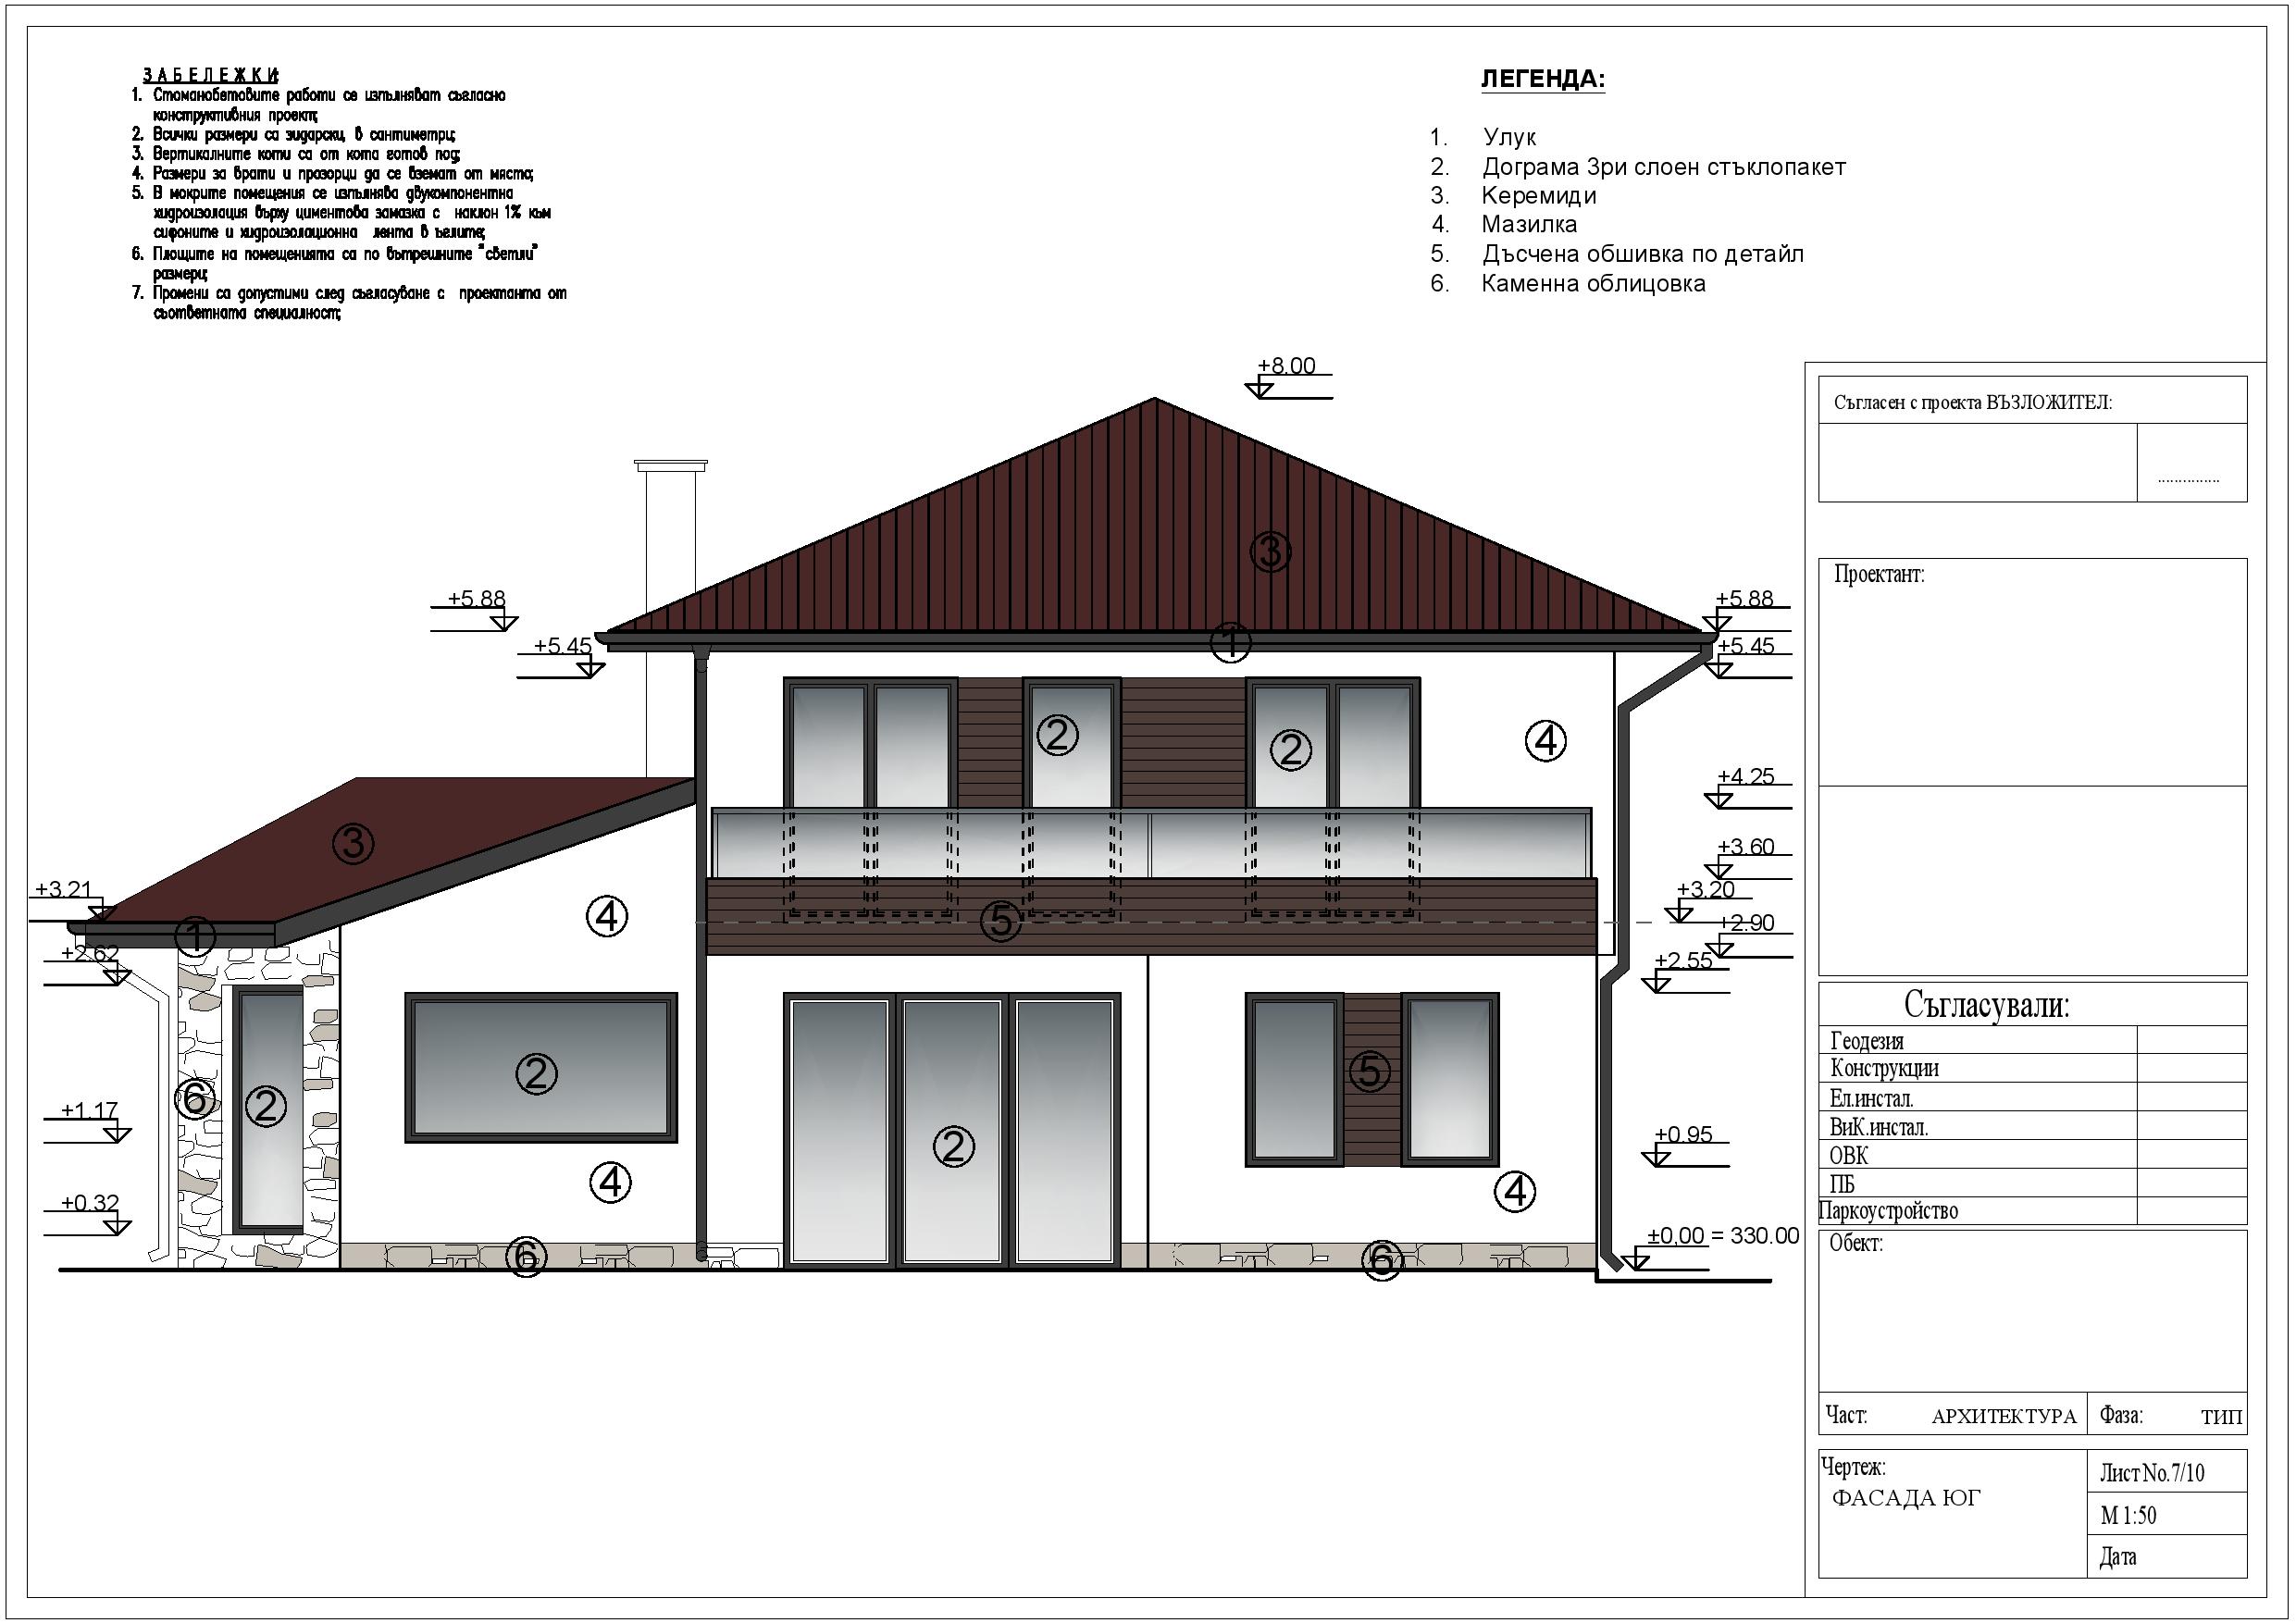 ЗАБЕЛЕЖКИ:
1. Стоманобетовите работи се изпълняват съгласно
конструктивния проект;
2. Всички размери са зидарски, в сантиметри;
3. Вертикалните коти са от кота готов под;
4. Размери за врати и прозорци да се вземат от място;
5. В мокрите помещения се изпълнява двукомпонентна
хидроизолация върху циментова замазка с наклон 1% към
сифоните и хидроизолационна лента в ъглите;
6. Площите на помещенията са по вътрешните "светли"
размери;
7. Промени са допустими след съгласуване с проектанта от
съответната специалност;
ЛЕГЕНДА:
1. Улук
2. Дограма 3ри слоен стъклопакет
3. Керемиди
4. Мазилка
5. Дъсчена обшивка по детайл
6. Каменна облицовка
+8.00
3
+5.88
+5.88
1
+5.45
+5.45
2
2
4
+4.25
3
+3.60
+3.21
+3.20
4
5
1
+2.90
+2.62
+2.55
2
5
6
2
+1.17
2
+0.95
4
4
+0.32
±0,00 = 330.00
6
6
Съгласен с проекта ВЪЗЛОЖИТЕЛ:
...............
Проектант:
Съгласували:
Геодезия
Конструкции
Ел.инстал.
ВиК.инстал.
ОВК
ПБ
Паркоустройство
Обект:
Част: АРХИТЕКТУРА Фаза: ТИП
Чертеж:
ФАСАДА ЮГ
Лист No.7/10
М 1:50
Дата